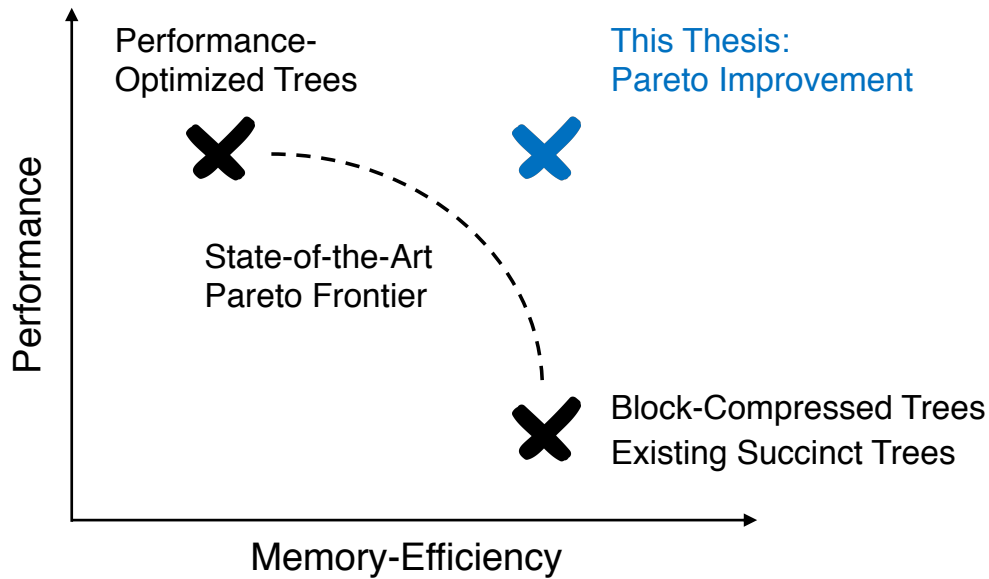 Performance-
Optimized Trees
This Thesis:
Pareto Improvement
Performance
State-of-the-Art
Pareto Frontier
Block-Compressed Trees
Existing Succinct Trees
Memory-Efficiency